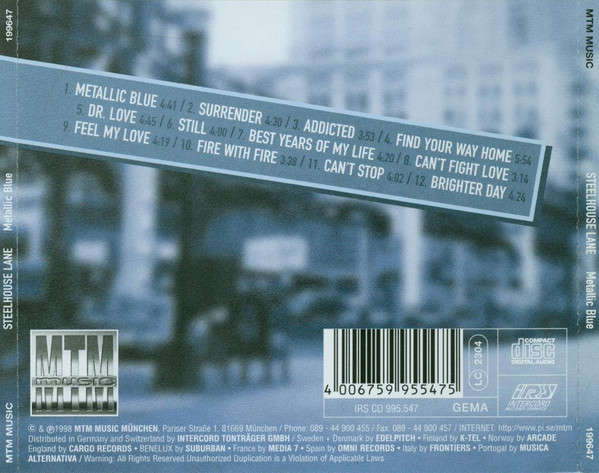 199647
MTM MUSIC
1. METALLIC BLUE 4:41 / 2. SURRENDER 4:30 / 3. ADDICTED 3:53 / 4. FIND YOUR WAY HOME 5:54
5. DR. LOVE 4:45 / 6. STILL 4:00 / 7. BEST YEARS OF MY LIFE 4:20 / 8. CAN'T FIGHT LOVE 3:14
9. FEEL MY LOVE 4:19 / 10. FIRE WITH FIRE 3:38 / 11. CAN'T STOP 4:02 / 12. BRIGHTER DAY 4:24
STEELHOUSE LANE Metallic Blue
STEELHOUSE LANE Metallic Blue
MTM
MUSIC
4 006759 955475
LC 2304
COMPACT
disc
DIGITAL AUDIO
IRS CD 995.547 GEMA
MTM MUSIC
199647
© & ℗1998 MTM MUSIC MÜNCHEN, Pariser Straße 1, 81669 München / Phone: 089 - 44 900 455 / Fax: 089 - 44 900 457 / INTERNET http://www.pi.se/mtm
Distributed in Germany and Switzerland by INTERCORD TONTRÄGER GMBH / Sweden + Denmark by EDELPITCH • Finland by K-TEL • Norway by ARCADE
England by CARGO RECORDS • BENELUX by SUBURBAN • France by MEDIA 7 • Spain by OMNI RECORDS • Italy by FRONTIERS • Portugal by MUSICA
ALTERNATIVA / Warning: All Rights Reserved Unauthorized Duplication is a Violation of Applicable Laws